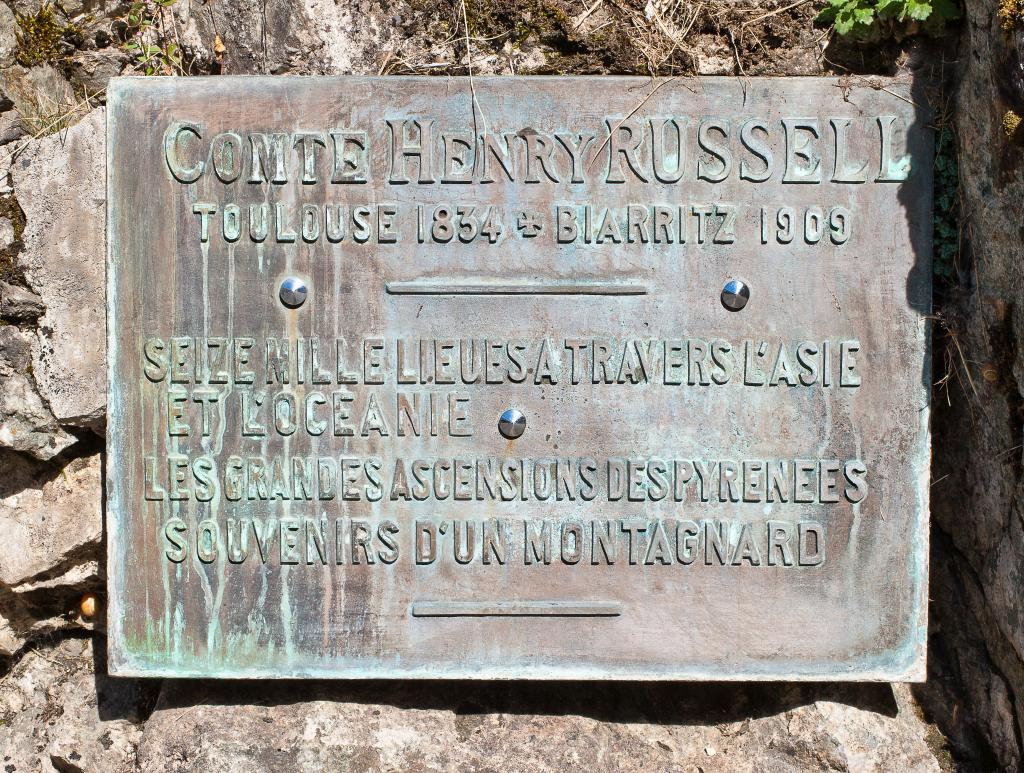 COMTE HENRY RUSSELL
TOULOUSE 1834 ✢ BIARRITZ 1909
SEIZE MILLE LIEUES A TRAVERS L'ASIE
ET L'OCEANIE
LES GRANDES ASCENSIONS DES PYRENEES
SOUVENIRS D'UN MONTAGNARD